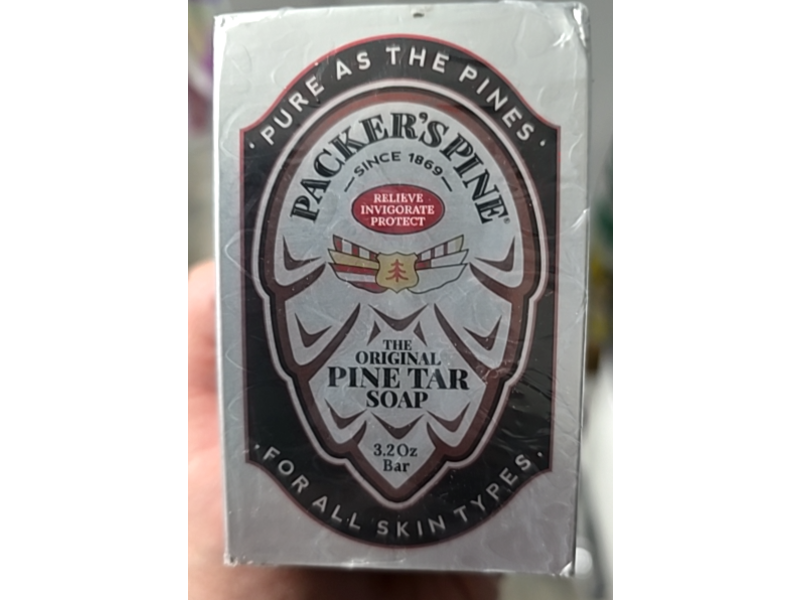 · PURE AS THE PINES ·
PACKER'S PINE®
—SINCE 1869—
RELIEVE
INVIGORATE
PROTECT
THE
ORIGINAL
PINE TAR
SOAP
3.2 Oz
Bar
· FOR ALL SKIN TYPES ·